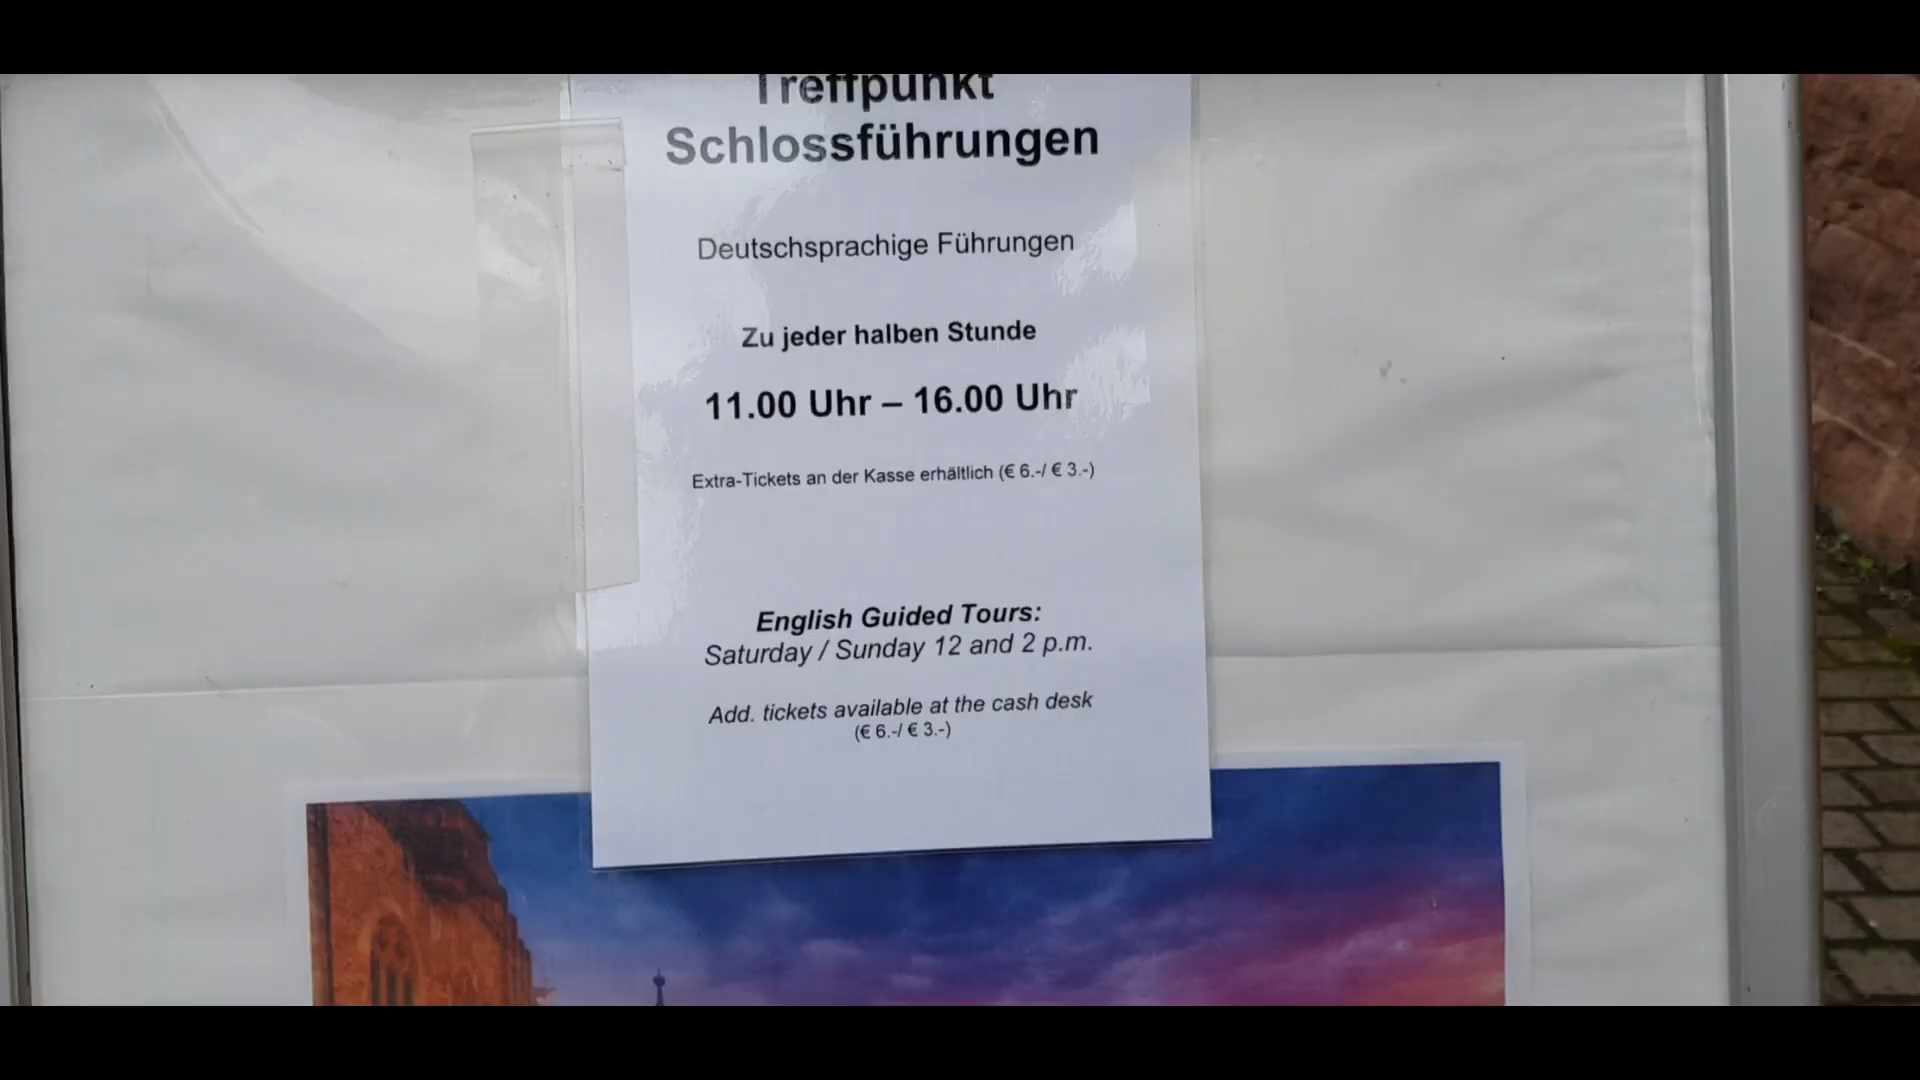 Treffpunkt
Schlossführungen
Deutschsprachige Führungen
Zu jeder halben Stunde
11.00 Uhr – 16.00 Uhr
Extra-Tickets an der Kasse erhältlich (€ 6.-/ € 3.-)
English Guided Tours:
Saturday / Sunday 12 and 2 p.m.
Add. tickets available at the cash desk
(€ 6.-/ € 3.-)